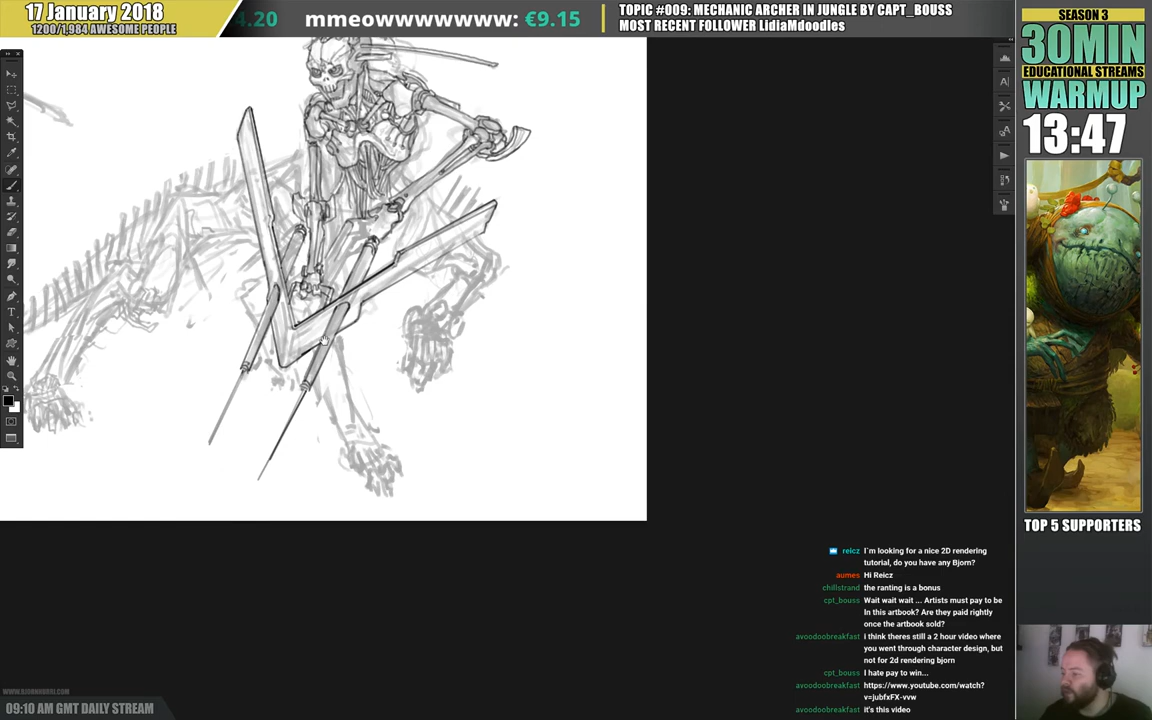 17 January 2018
1200/1,984 AWESOME PEOPLE
4.20
mmeowwwwwww: €9.15
TOPIC #009: MECHANIC ARCHER IN JUNGLE BY CAPT_BOUSS
MOST RECENT FOLLOWER LidiaMdoodles
SEASON 3
30MIN
EDUCATIONAL STREAMS
WARMUP
13:47
TOP 5 SUPPORTERS
reicz I'm looking for a nice 2D rendering
tutorial, do you have any Bjorn?
aumes Hi Reicz
chillstrand the ranting is a bonus
cpt_bouss Wait wait wait ... Artists must pay to be
In this artbook? Are they paid rightly
once the artbook sold?
avoodoobreakfast i think theres still a 2 hour video where
you went through character design, but
not for 2d rendering bjorn
cpt_bouss I hate pay to win...
avoodoobreakfast https://www.youtube.com/watch?
v=jubfxFX-vvw
avoodoobreakfast it's this video
09:10 AM GMT DAILY STREAM